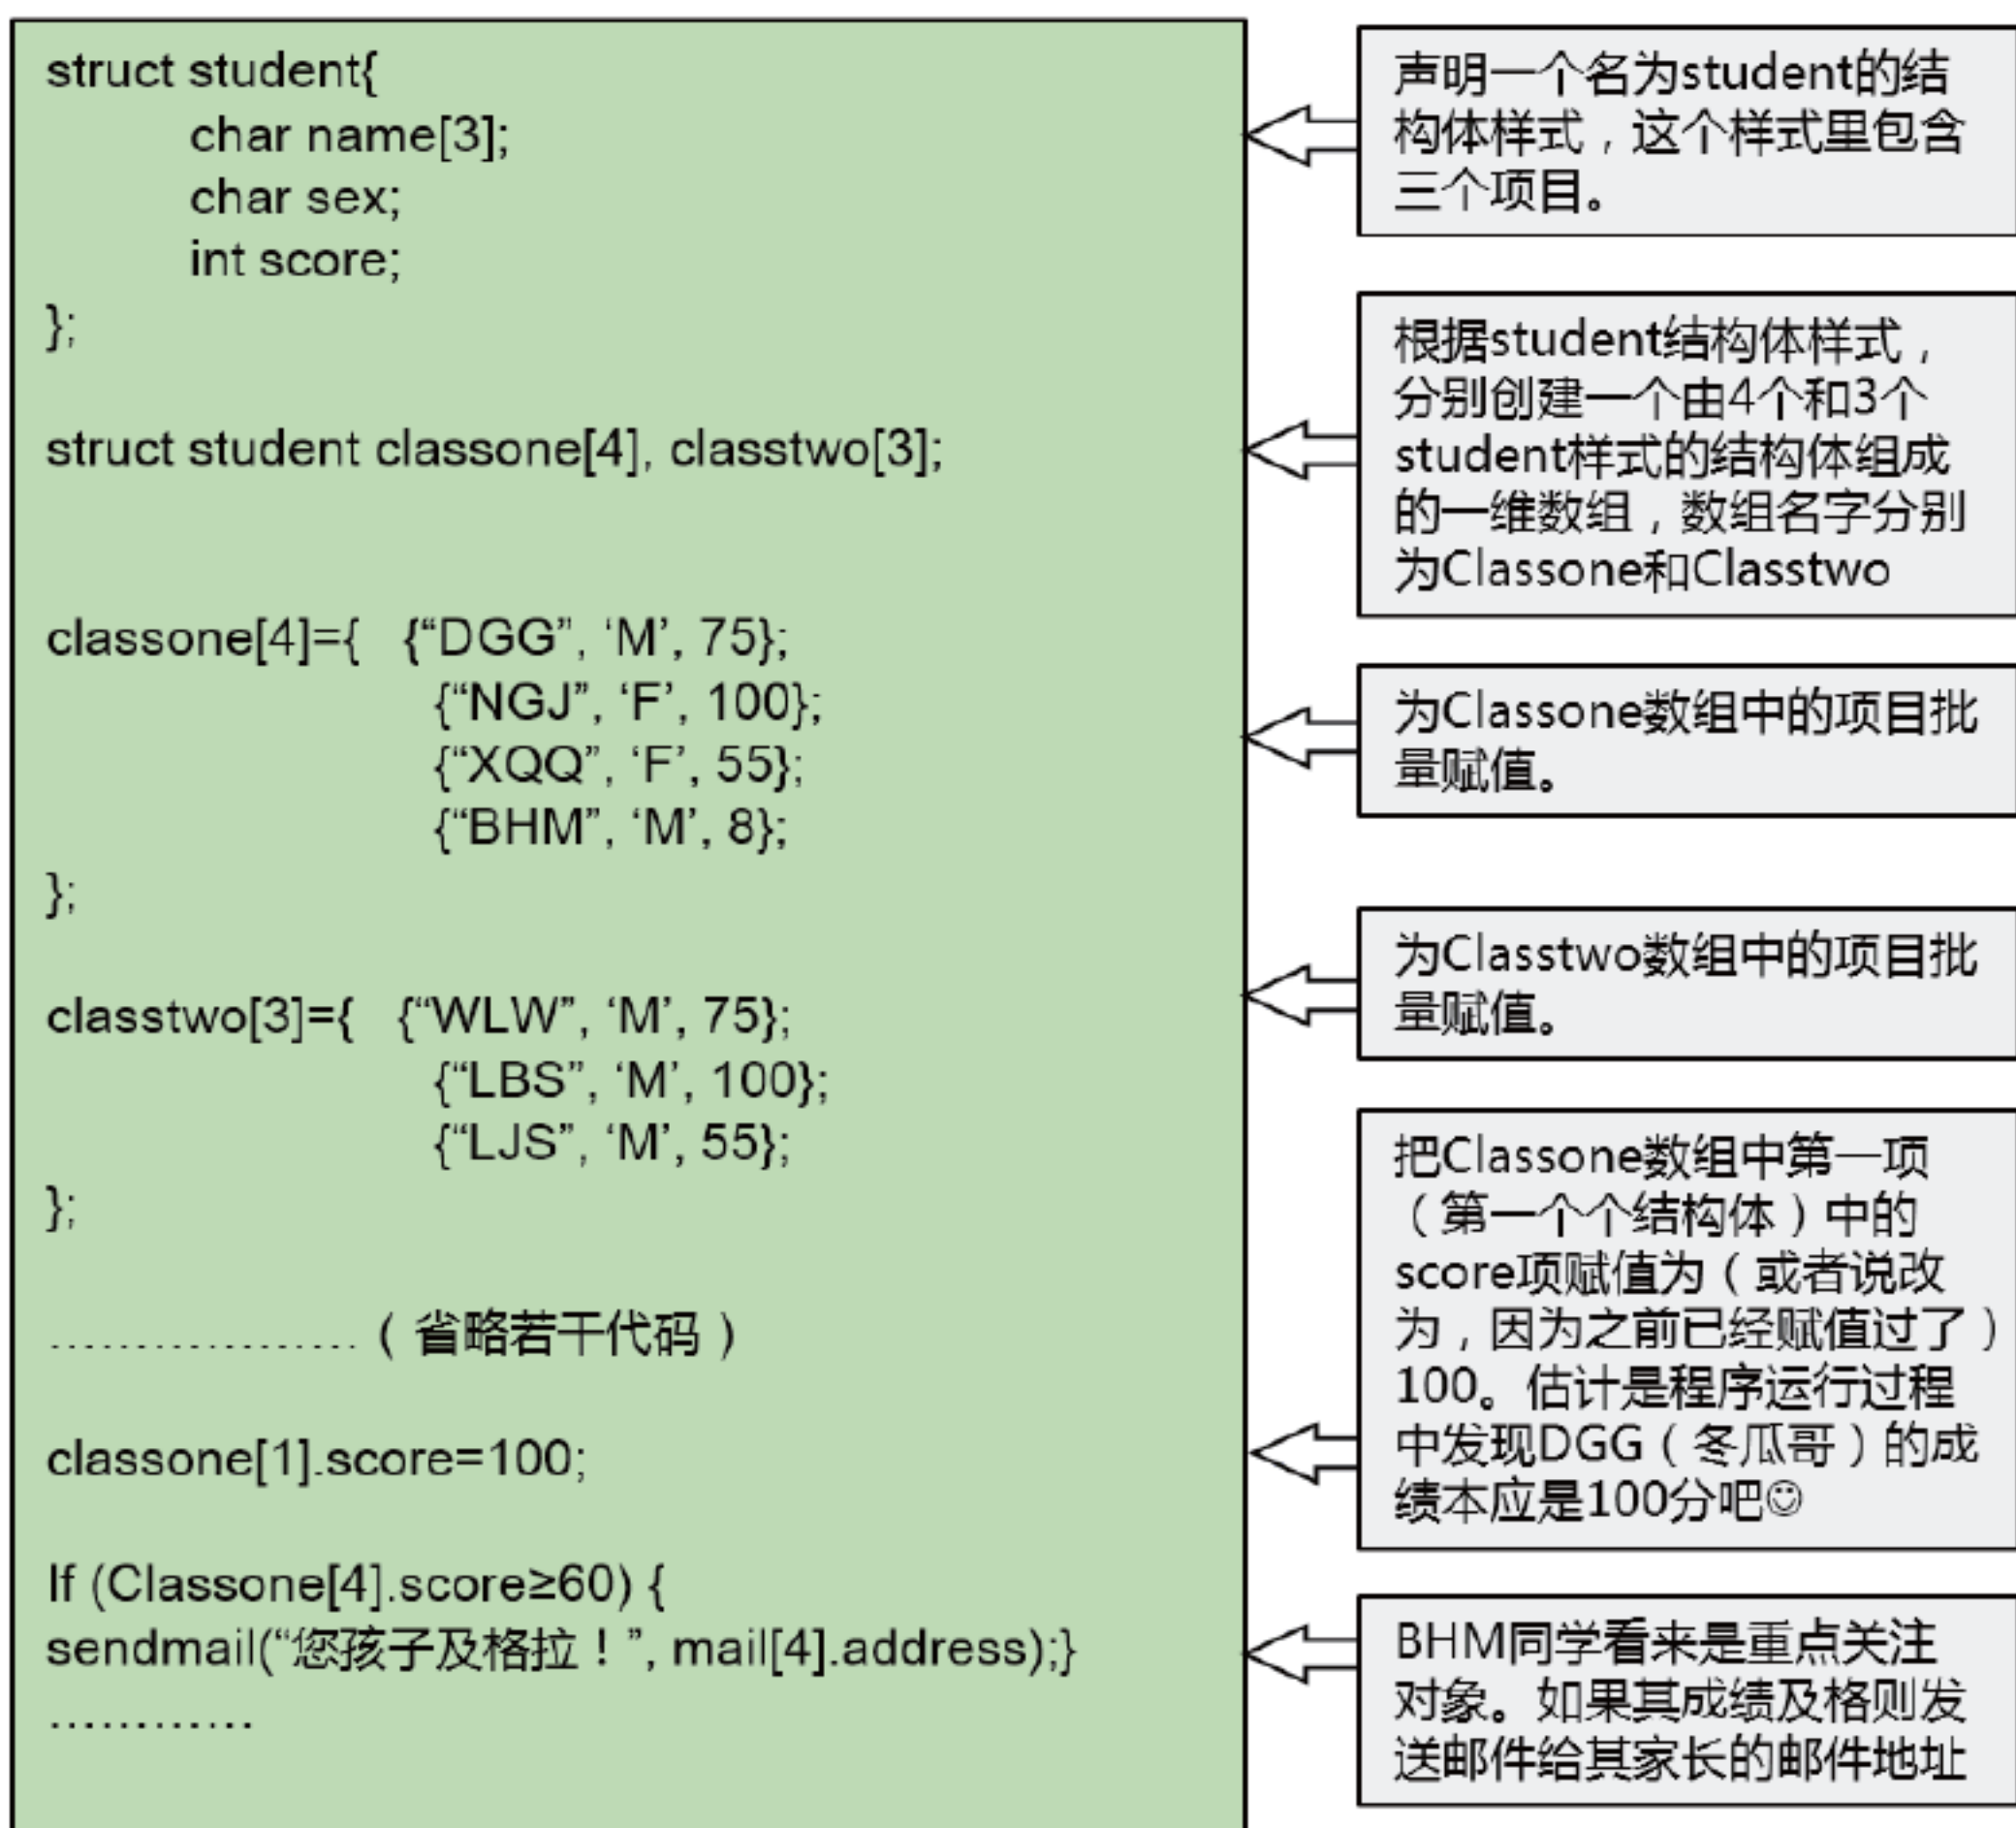 struct student{
char name[3];
char sex;
int score;
};
struct student classone[4], classtwo[3];
classone[4]={ {“DGG”, ‘M’, 75};
{“NGJ”, ‘F’, 100};
{“XQQ”, ‘F’, 55};
{“BHM”, ‘M’, 8};
};
classtwo[3]={ {“WLW”, ‘M’, 75};
{“LBS”, ‘M’, 100};
{“LJS”, ‘M’, 55};
};
..................（省略若干代码）
classone[1].score=100;
If (Classone[4].score≥60) {
sendmail(“您孩子及格拉！”, mail[4].address);}
…………
声明一个名为student的结
构体样式，这个样式里包含
三个项目。
根据student结构体样式，
分别创建一个由4个和3个
student样式的结构体组成
的一维数组，数组名字分别
为Classone和Classtwo
为Classone数组中的项目批
量赋值。
为Classtwo数组中的项目批
量赋值。
把Classone数组中第一项
（第一个个结构体）中的
score项赋值为（或者说改
为，因为之前已经赋值过了）
100。估计是程序运行过程
中发现DGG（冬瓜哥）的成
绩本应是100分吧☺
BHM同学看来是重点关注
对象。如果其成绩及格则发
送邮件给其家长的邮件地址